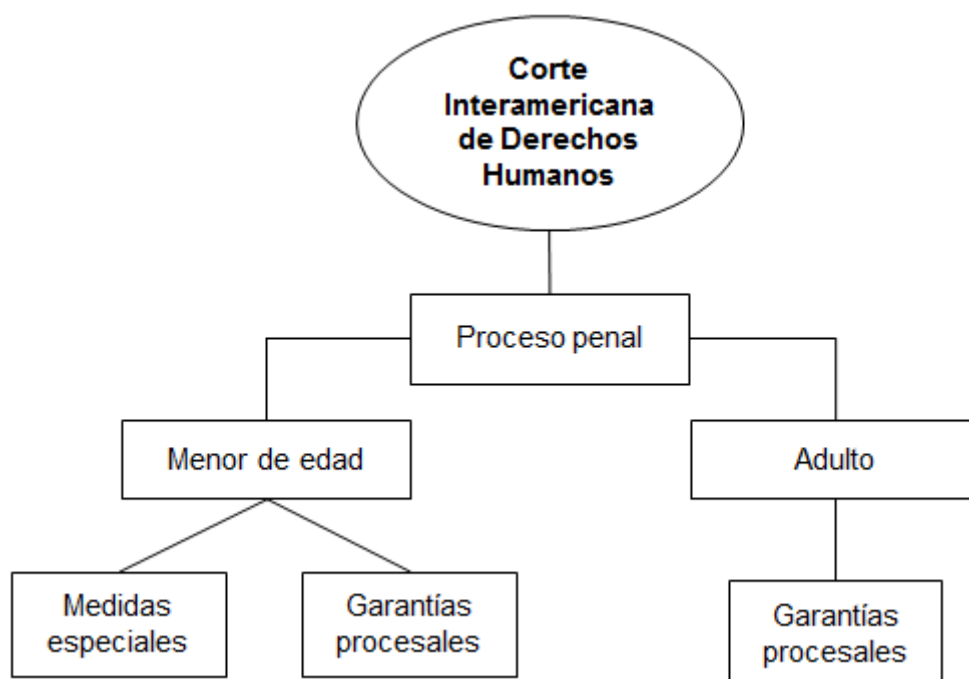 Corte
Interamericana
de Derechos
Humanos
Proceso penal
Menor de edad
Adulto
Medidas
especiales
Garantías
procesales
Garantías
procesales